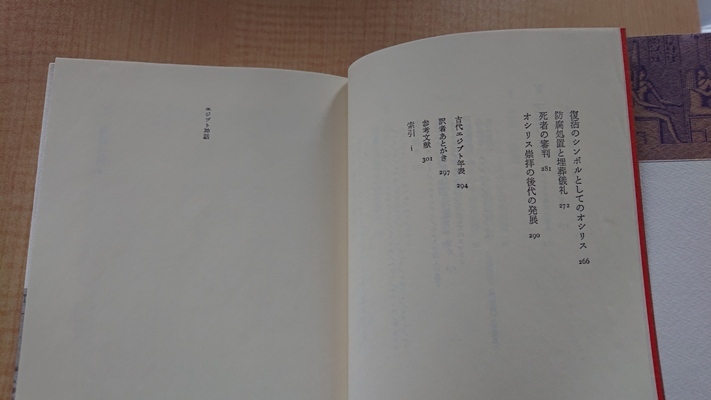 復活のシンボルとしてのオシリス 266
防腐処置と埋葬儀礼 272
死者の審判 281
オシリス崇拝の後代の発展 290
古代エジプト年表 294
訳者あとがき 297
参考文献 301
索引 1
エジプト神話